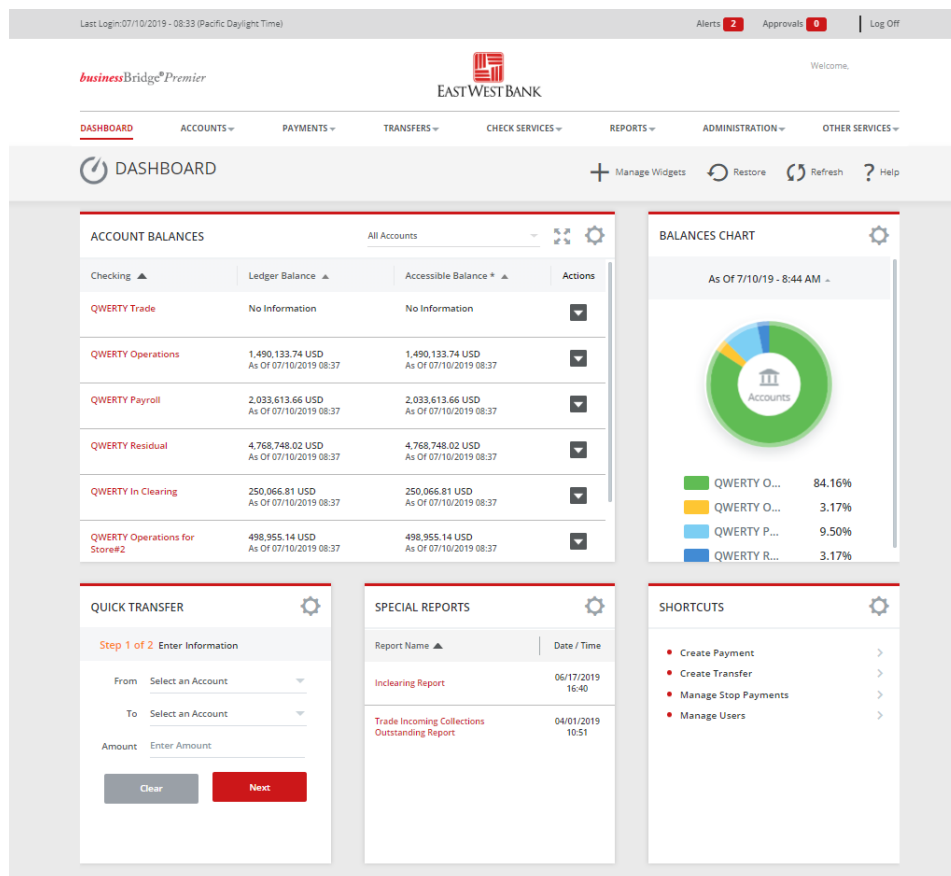 Last Login:07/10/2019 - 08:33 (Pacific Daylight Time)
Alerts 2 Approvals 0 Log Off
businessBridge® Premier
EAST WEST BANK
Welcome,
DASHBOARD ACCOUNTS PAYMENTS TRANSFERS CHECK SERVICES REPORTS ADMINISTRATION OTHER SERVICES
DASHBOARD
Manage Widgets Restore Refresh ? Help
ACCOUNT BALANCES All Accounts
Checking Ledger Balance Accessible Balance * Actions
QWERTY Trade No Information No Information
QWERTY Operations 1,490,133.74 USD 1,490,133.74 USD
As Of 07/10/2019 08:37 As Of 07/10/2019 08:37
QWERTY Payroll 2,033,613.66 USD 2,033,613.66 USD
As Of 07/10/2019 08:37 As Of 07/10/2019 08:37
QWERTY Residual 4,768,748.02 USD 4,768,748.02 USD
As Of 07/10/2019 08:37 As Of 07/10/2019 08:37
QWERTY In Clearing 250,066.81 USD 250,066.81 USD
As Of 07/10/2019 08:37 As Of 07/10/2019 08:37
QWERTY Operations for 498,955.14 USD 498,955.14 USD
Store#2 As Of 07/10/2019 08:37 As Of 07/10/2019 08:37
BALANCES CHART
As Of 7/10/19 - 8:44 AM
Accounts
QWERTY O... 84.16%
QWERTY O... 3.17%
QWERTY P... 9.50%
QWERTY R... 3.17%
QUICK TRANSFER
Step 1 of 2 Enter Information
From Select an Account
To Select an Account
Amount Enter Amount
Clear Next
SPECIAL REPORTS
Report Name Date / Time
Inclearing Report 06/17/2019
16:40
Trade Incoming Collections 04/01/2019
Outstanding Report 10:51
SHORTCUTS
Create Payment
Create Transfer
Manage Stop Payments
Manage Users